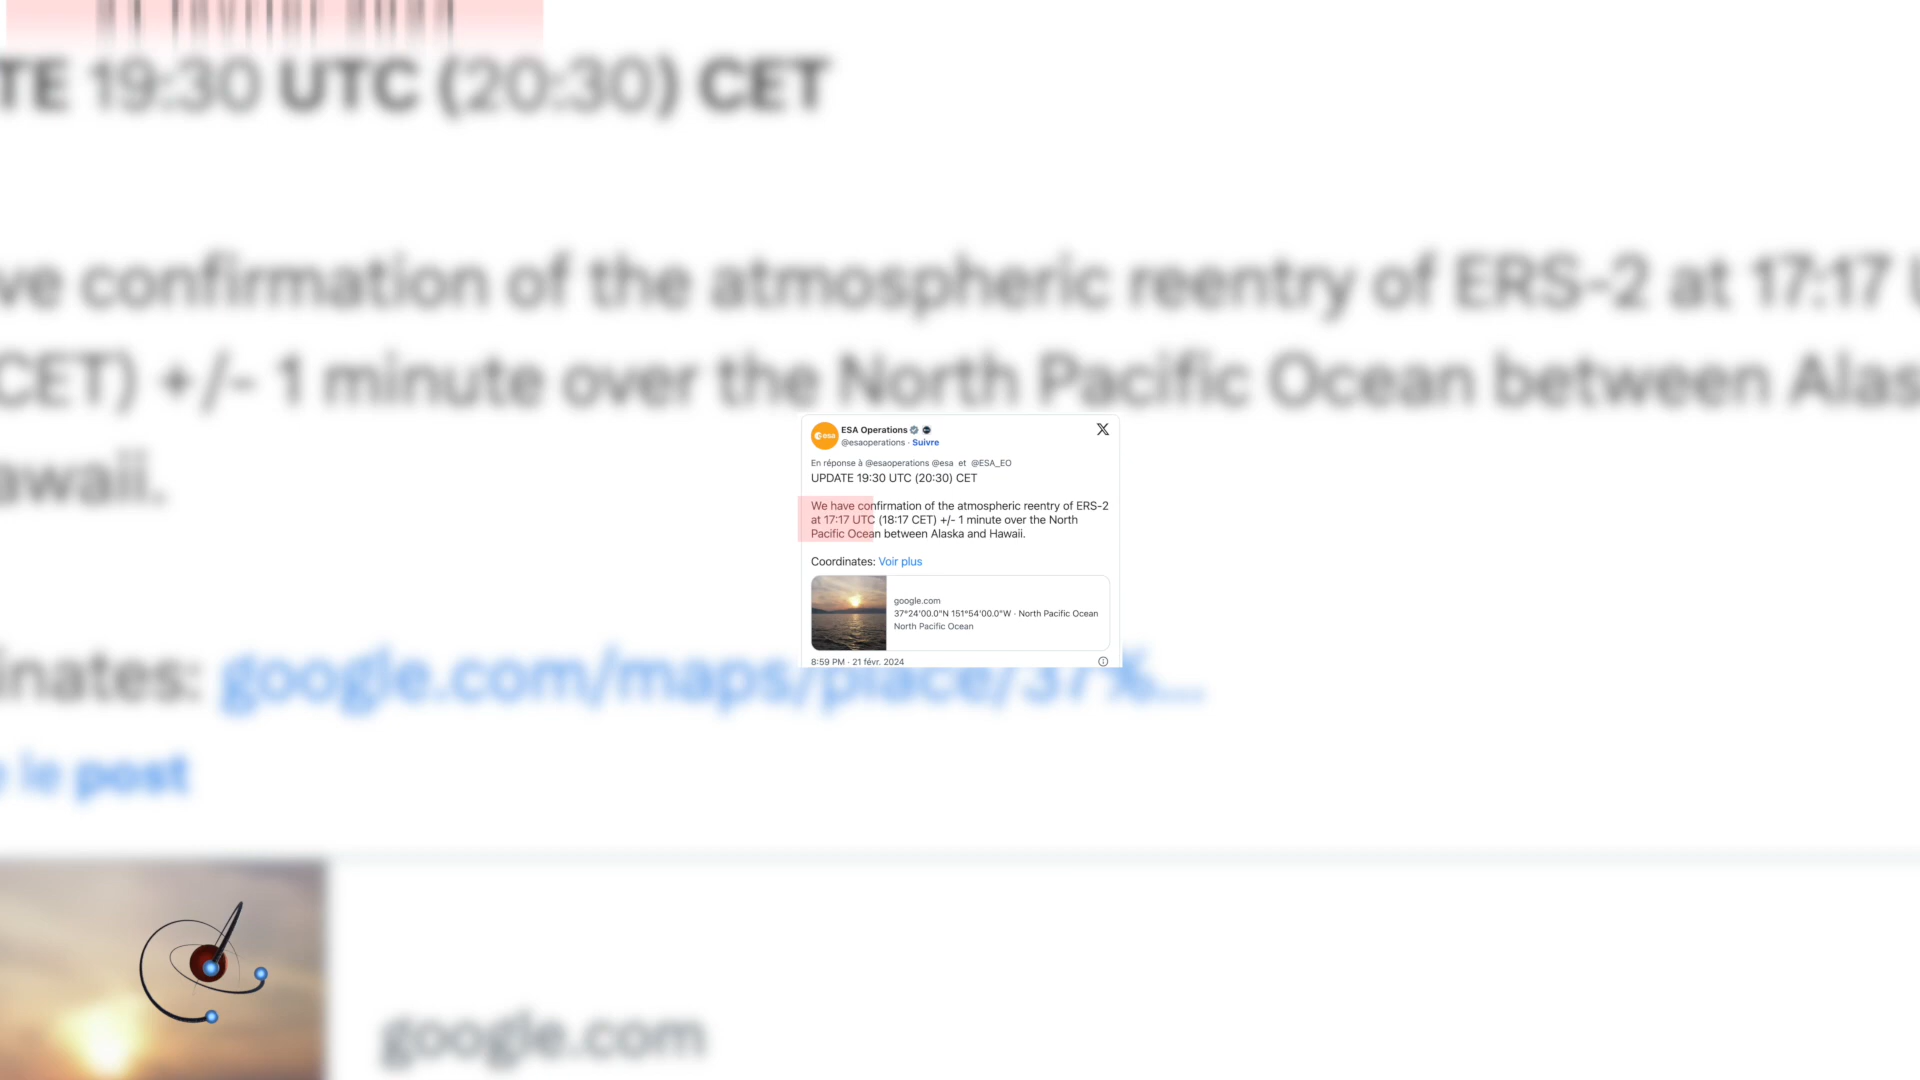 TE 19:30 UTC (20:30) CET
ve confirmation of the atmospheric reentry of ERS-2 at 17:17 U
CET) +/- 1 minute over the North Pacific Ocean between Alas
awaii.
inates: google.com/maps/place/37%...
e le post
google.com
esa
ESA Operations
@esaoperations · Suivre
En réponse à @esaoperations @esa et @ESA_EO
UPDATE 19:30 UTC (20:30) CET
We have confirmation of the atmospheric reentry of ERS-2
at 17:17 UTC (18:17 CET) +/- 1 minute over the North
Pacific Ocean between Alaska and Hawaii.
Coordinates: Voir plus
google.com
37°24'00.0"N 151°54'00.0"W · North Pacific Ocean
North Pacific Ocean
8:59 PM · 21 févr. 2024